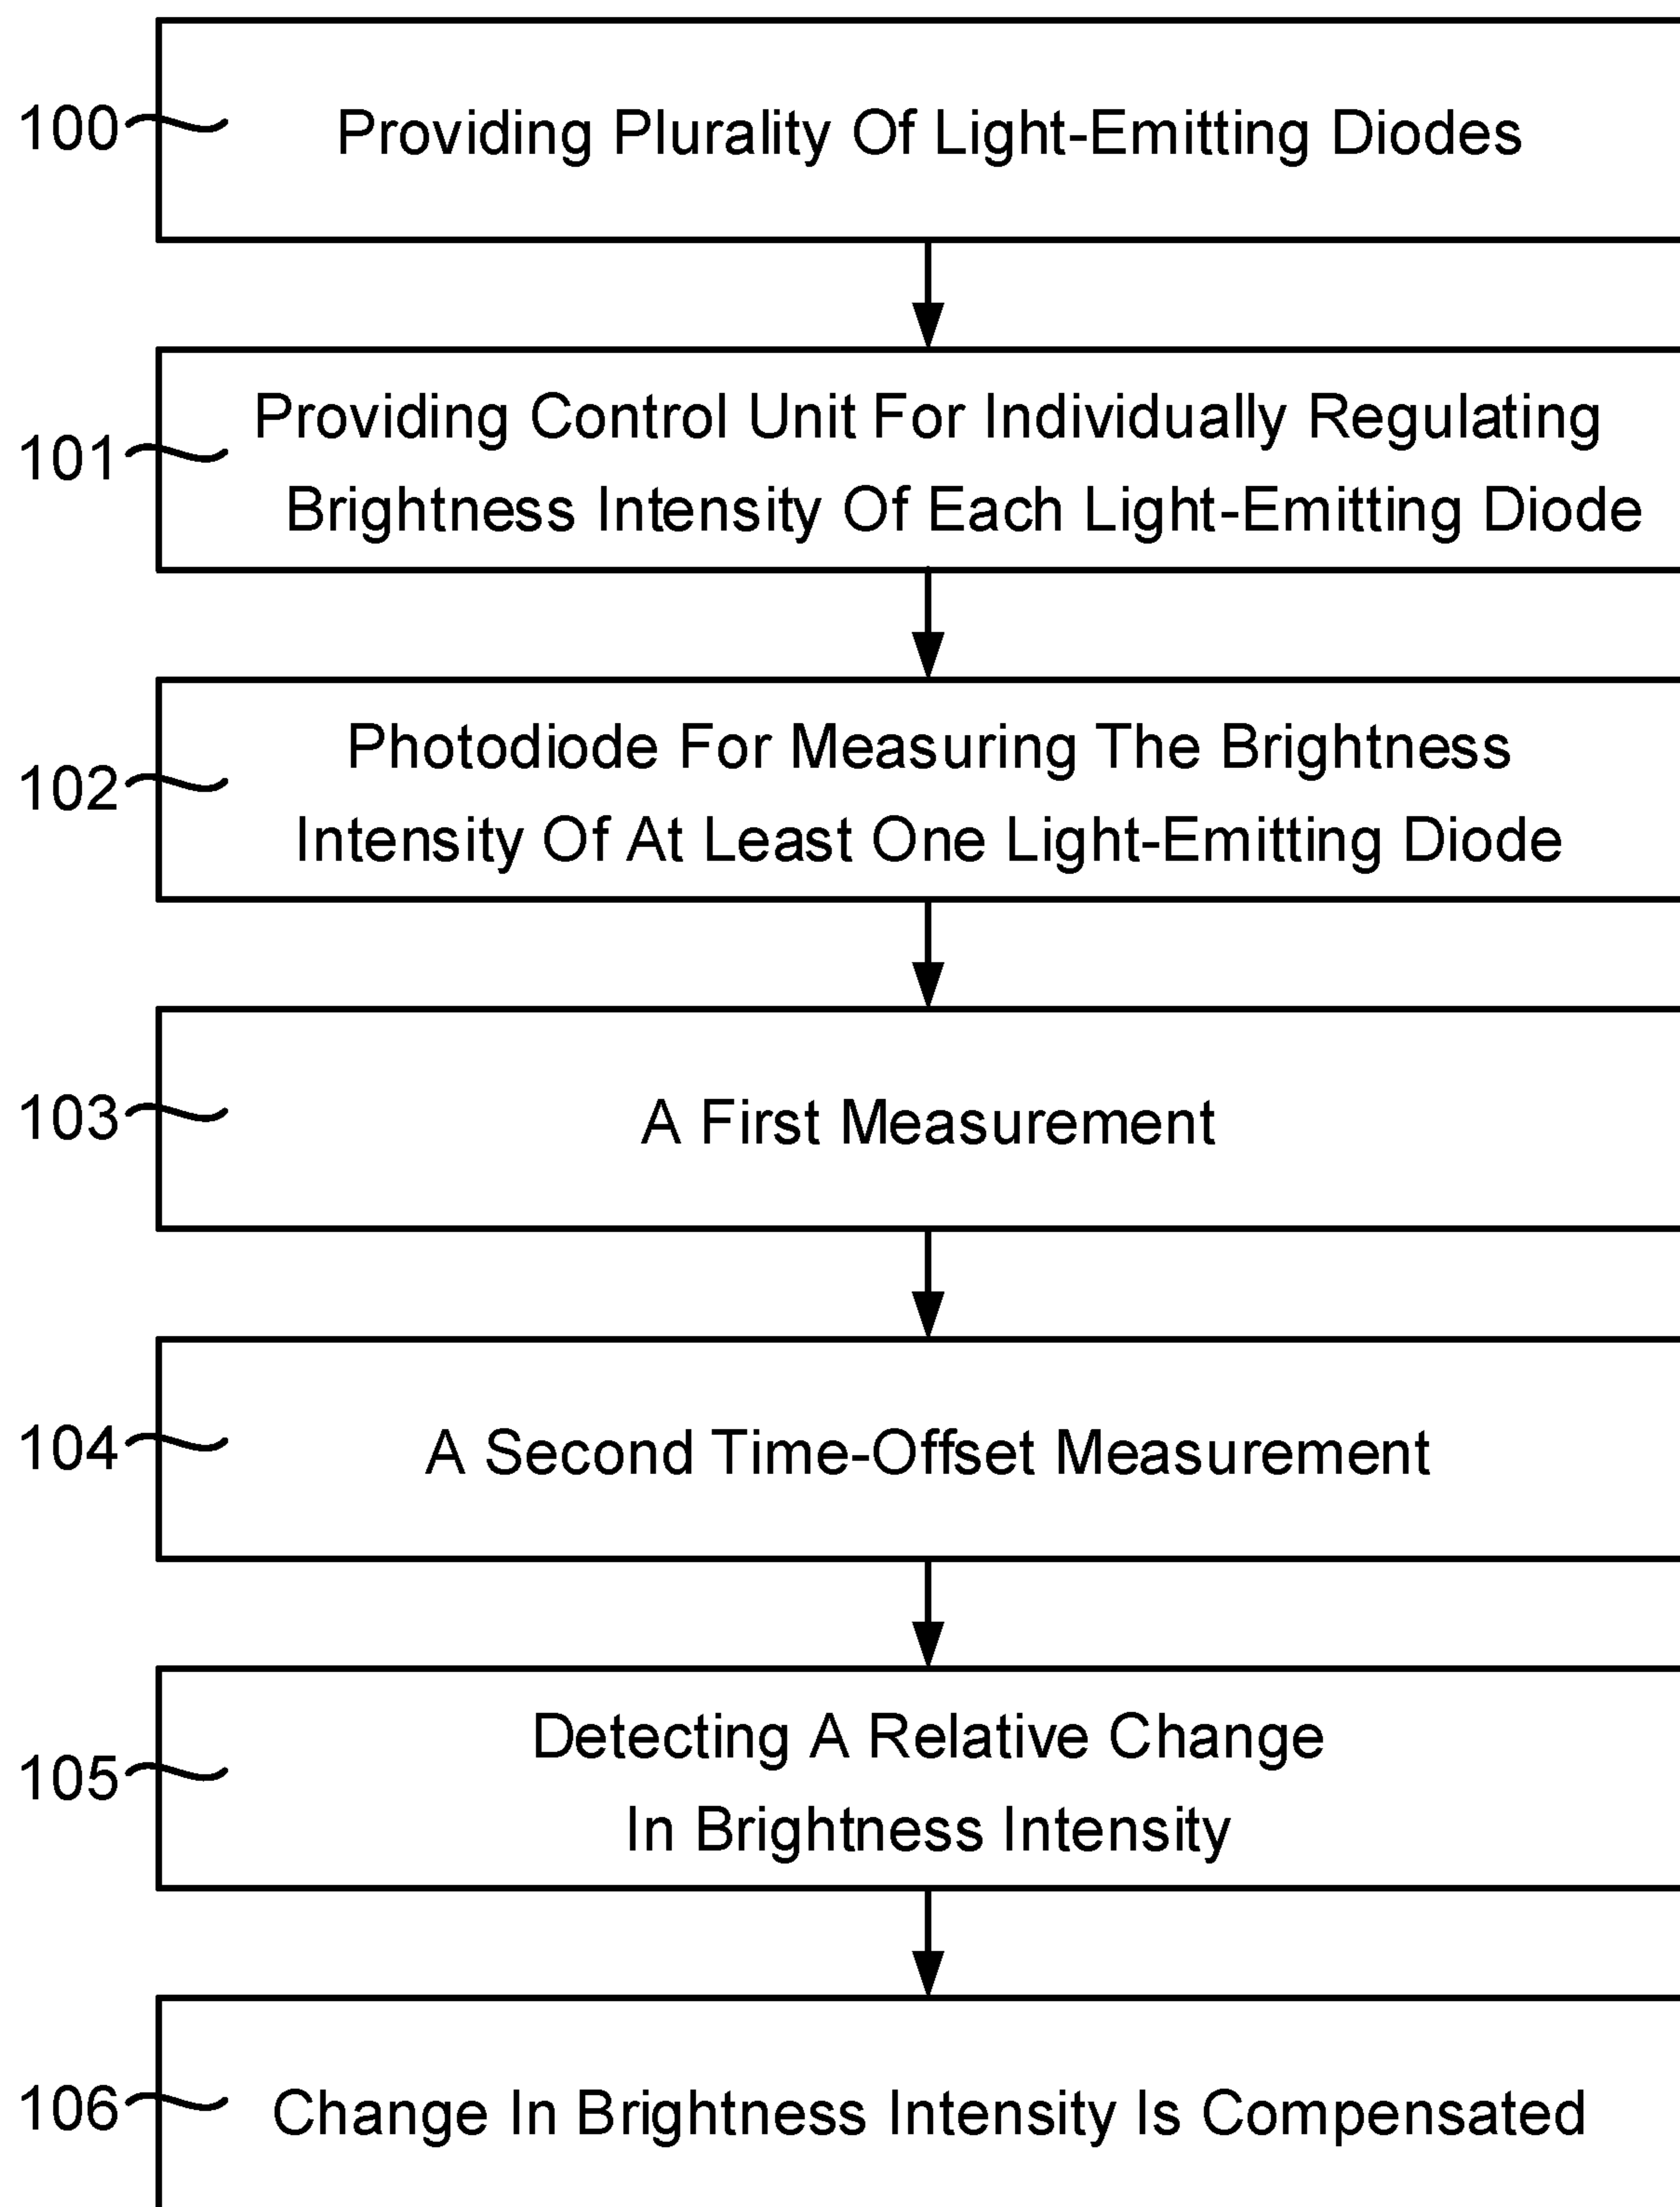 100
Providing Plurality Of Light-Emitting Diodes
101
Providing Control Unit For Individually Regulating
Brightness Intensity Of Each Light-Emitting Diode
102
Photodiode For Measuring The Brightness
Intensity Of At Least One Light-Emitting Diode
103
A First Measurement
104
A Second Time-Offset Measurement
105
Detecting A Relative Change
In Brightness Intensity
106
Change In Brightness Intensity Is Compensated